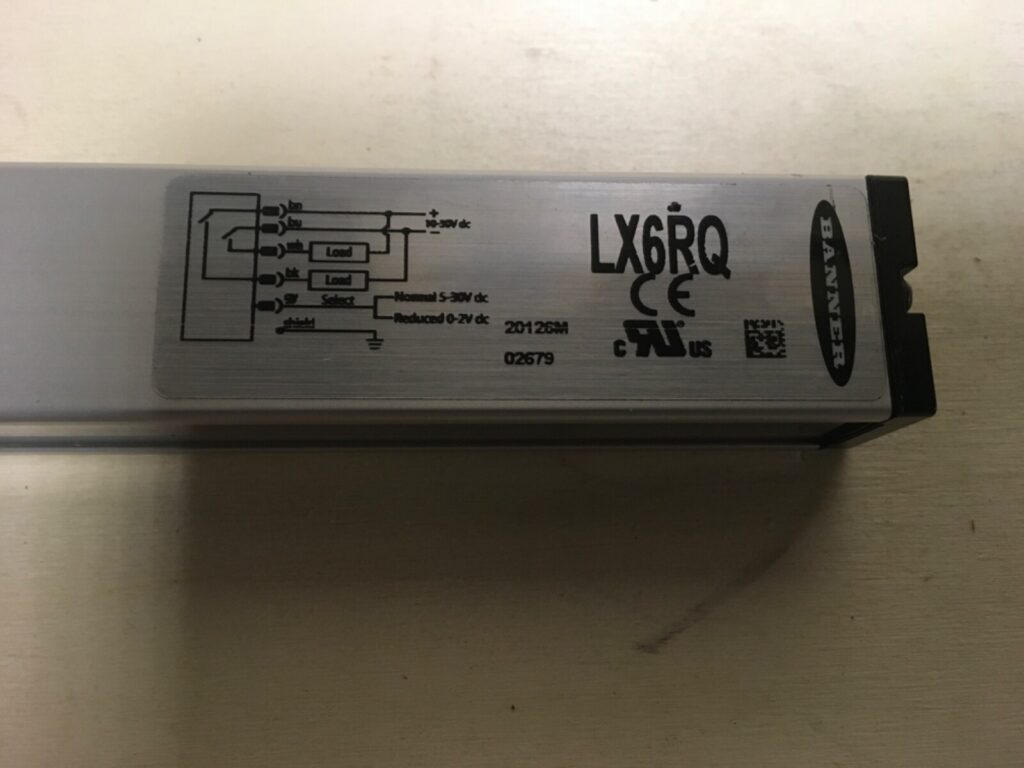 bn
+
10-30V dc
bu
−
wh
Load
bk
Load
gy
Select
Normal 5-30V dc
Reduced 0-2V dc
shield
20126M
02679
LX6RQ
CE
c RU US
BANNER